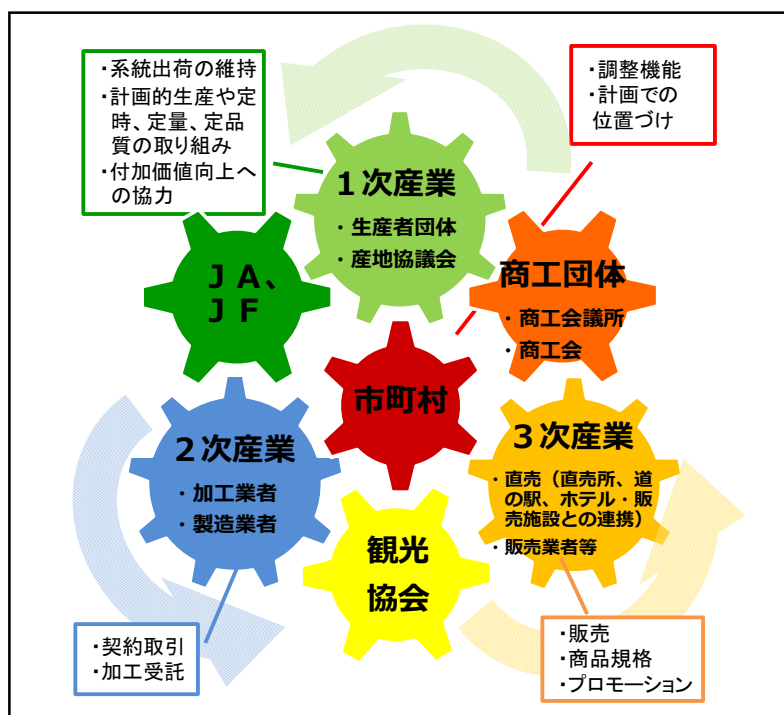 ・系統出荷の維持
・計画的生産や定
時、定量、定品
質の取り組み
・付加価値向上へ
の協力
・調整機能
・計画での
位置づけ
１次産業
・生産者団体
・産地協議会
ＪＡ、
ＪＦ
商工団体
・商工会議所
・商工会
市町村
２次産業
・加工業者
・製造業者
３次産業
・直売（直売所、道
の駅、ホテル・販
売施設との連携）
・販売業者等
観光
協会
・契約取引
・加工受託
・販売
・商品規格
・プロモーション